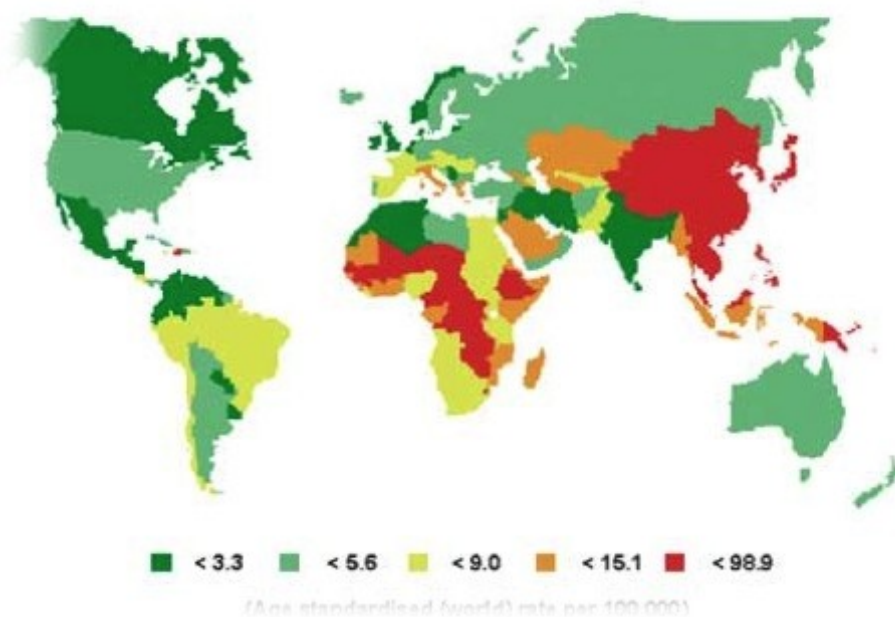 < 3.3 < 5.6 < 9.0 < 15.1 < 98.9
(Age standardised (world) rate per 100 000)